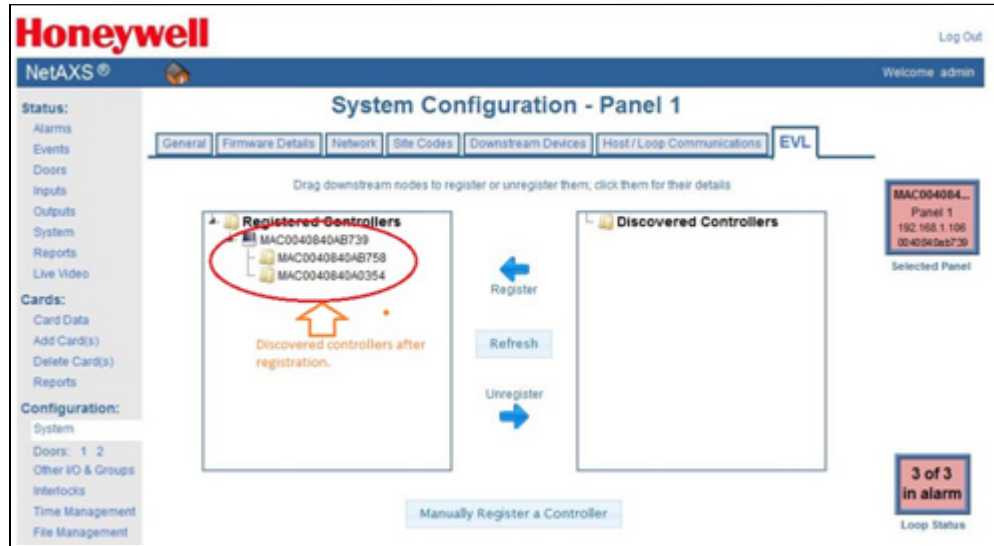 Honeywell
Log Out
NetAXS®
Welcome admin
Status:
Alarms
Events
Doors
Inputs
Outputs
System
Reports
Live Video
Cards:
Card Data
Add Card(s)
Delete Card(s)
Reports
Configuration:
System
Doors: 1 2
Other I/O & Groups
Interlocks
Time Management
File Management
System Configuration - Panel 1
General Firmware Details Network Site Codes Downstream Devices Host/Loop Communications EVL
Drag downstream nodes to register or unregister them; click them for their details
Registered Controllers
MAC0040840AB739
MAC0040840AB758
MAC0040840A0354
Discovered controllers after
registration.
Register
Refresh
Unregister
Discovered Controllers
Manually Register a Controller
MAC004084...
Panel 1
192.168.1.106
0040840ab739
Selected Panel
3 of 3
in alarm
Loop Status